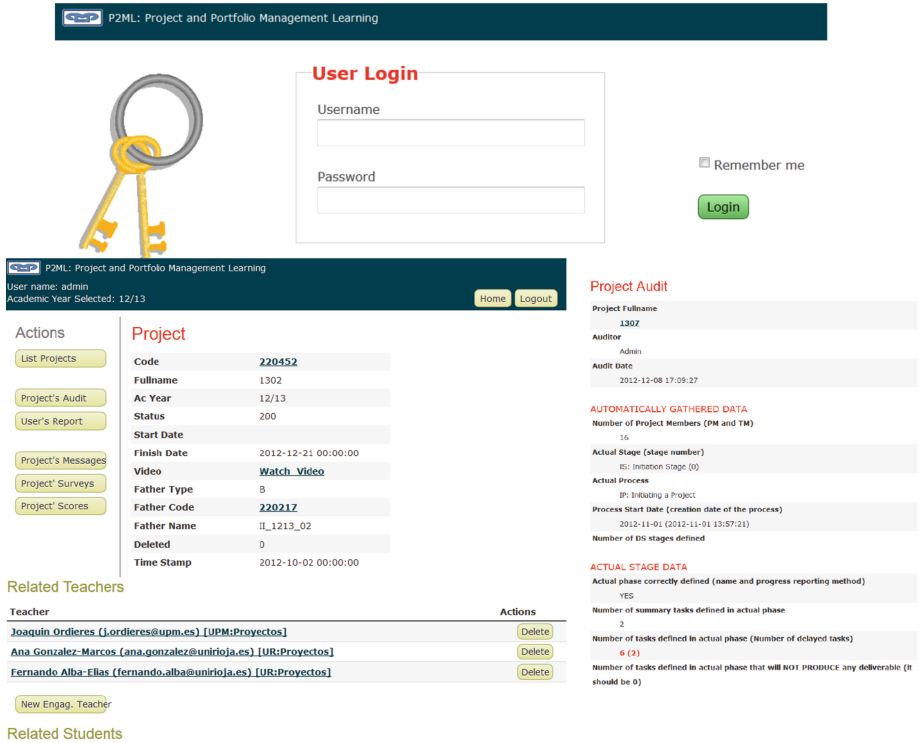 P2ML: Project and Portfolio Management Learning
User Login
Username
Password
Remember me
Login
P2ML: Project and Portfolio Management Learning
User name: admin
Academic Year Selected: 12/13
Home Logout
Actions
List Projects
Project's Audit
User's Report
Project's Messages
Project' Surveys
Project' Scores
Project
Code 220452
Fullname 1302
Ac Year 12/13
Status 200
Start Date
Finish Date 2012-12-21 00:00:00
Video Watch Video
Father Type B
Father Code 220217
Father Name II_1213_02
Deleted 0
Time Stamp 2012-10-02 00:00:00
Related Teachers
Teacher Actions
Joaquin Ordieres (j.ordieres@upm.es) [UPM:Proyectos] Delete
Ana Gonzalez-Marcos (ana.gonzalez@unirioja.es) [UR:Proyectos] Delete
Fernando Alba-Elias (fernando.alba@unirioja.es) [UR:Proyectos] Delete
New Engag. Teacher
Related Students
Project Audit
Project Fullname
1307
Auditor
Admin
Audit Date
2012-12-08 17:09:27
AUTOMATICALLY GATHERED DATA
Number of Project Members (PM and TM)
16
Actual Stage (stage number)
IS: Initiation Stage (0)
Actual Process
IP: Initiating a Project
Process Start Date (creation date of the process)
2012-11-01 (2012-11-01 13:57:21)
Number of DS stages defined
ACTUAL STAGE DATA
Actual phase correctly defined (name and progress reporting method)
YES
Number of summary tasks defined in actual phase
2
Number of tasks defined in actual phase (Number of delayed tasks)
6 (2)
Number of tasks defined in actual phase that will NOT PRODUCE any deliverable (it
should be 0)